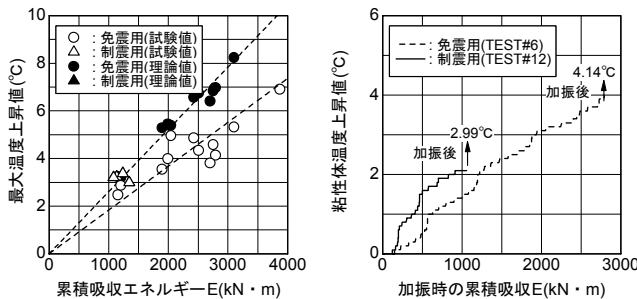 最大温度上昇値(℃)
10
8
6
4
2
0
○ : 免震用(試験値)
△ : 制震用(試験値)
● : 免震用(理論値)
▲ : 制震用(理論値)
0 1000 2000 3000 4000
累積吸収エネルギーE(kN・m)
粘性体温度上昇値(℃)
6
4
2
0
: 免震用(TEST#6)
: 制震用(TEST#12)
4.14℃
加振後
2.99℃
加振後
0 1000 2000 3000
加振時の累積吸収E(kN・m)